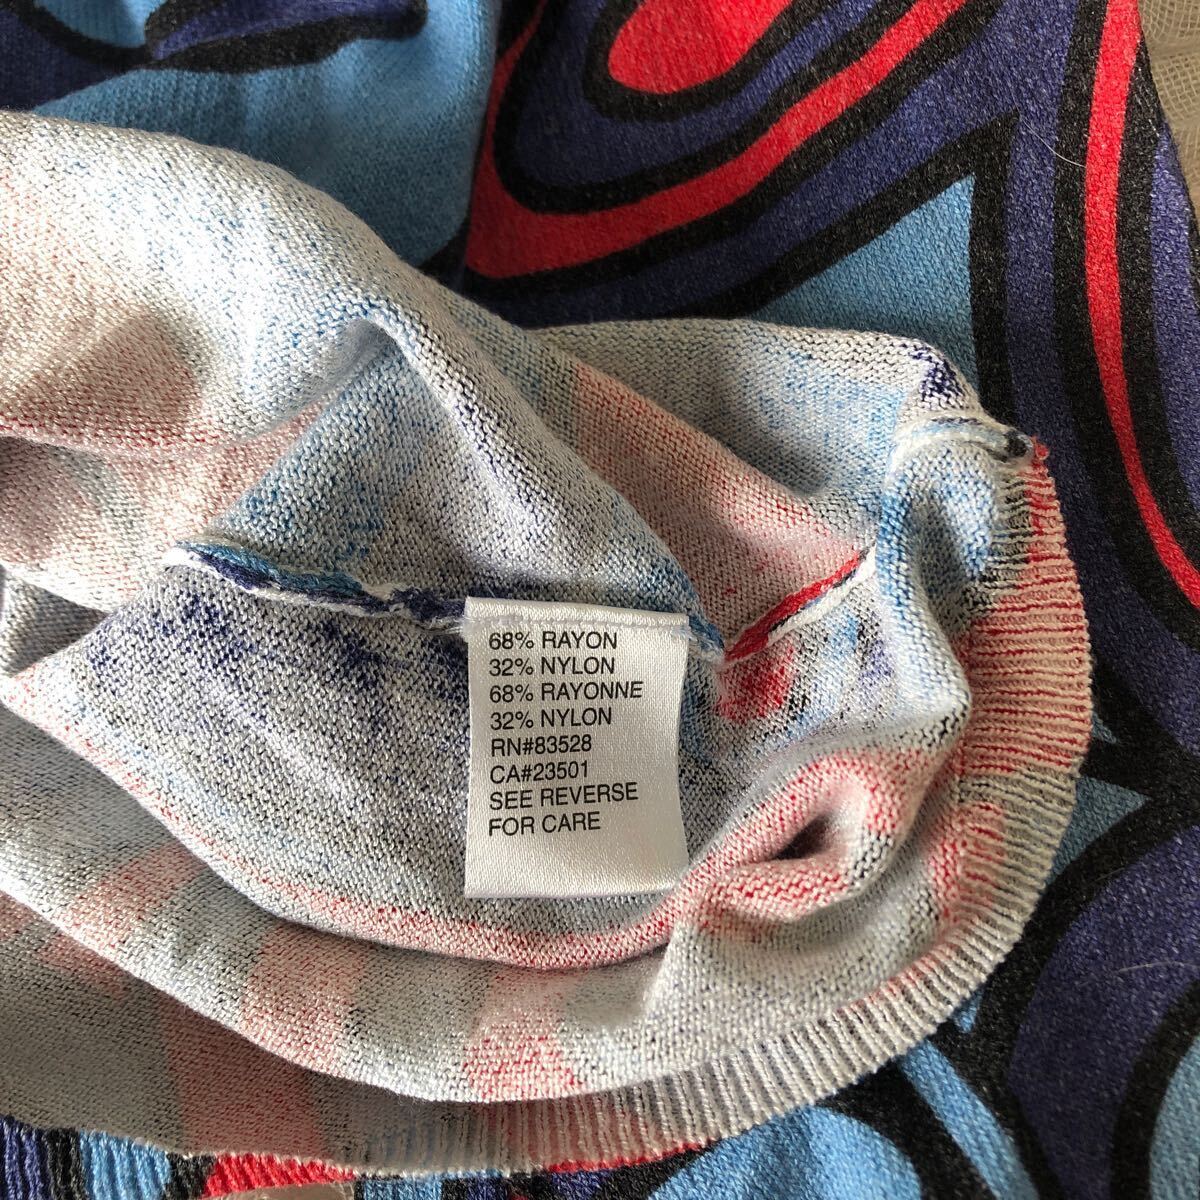 68% RAYON
32% NYLON
68% RAYONNE
32% NYLON
RN#83528
CA#23501
SEE REVERSE
FOR CARE